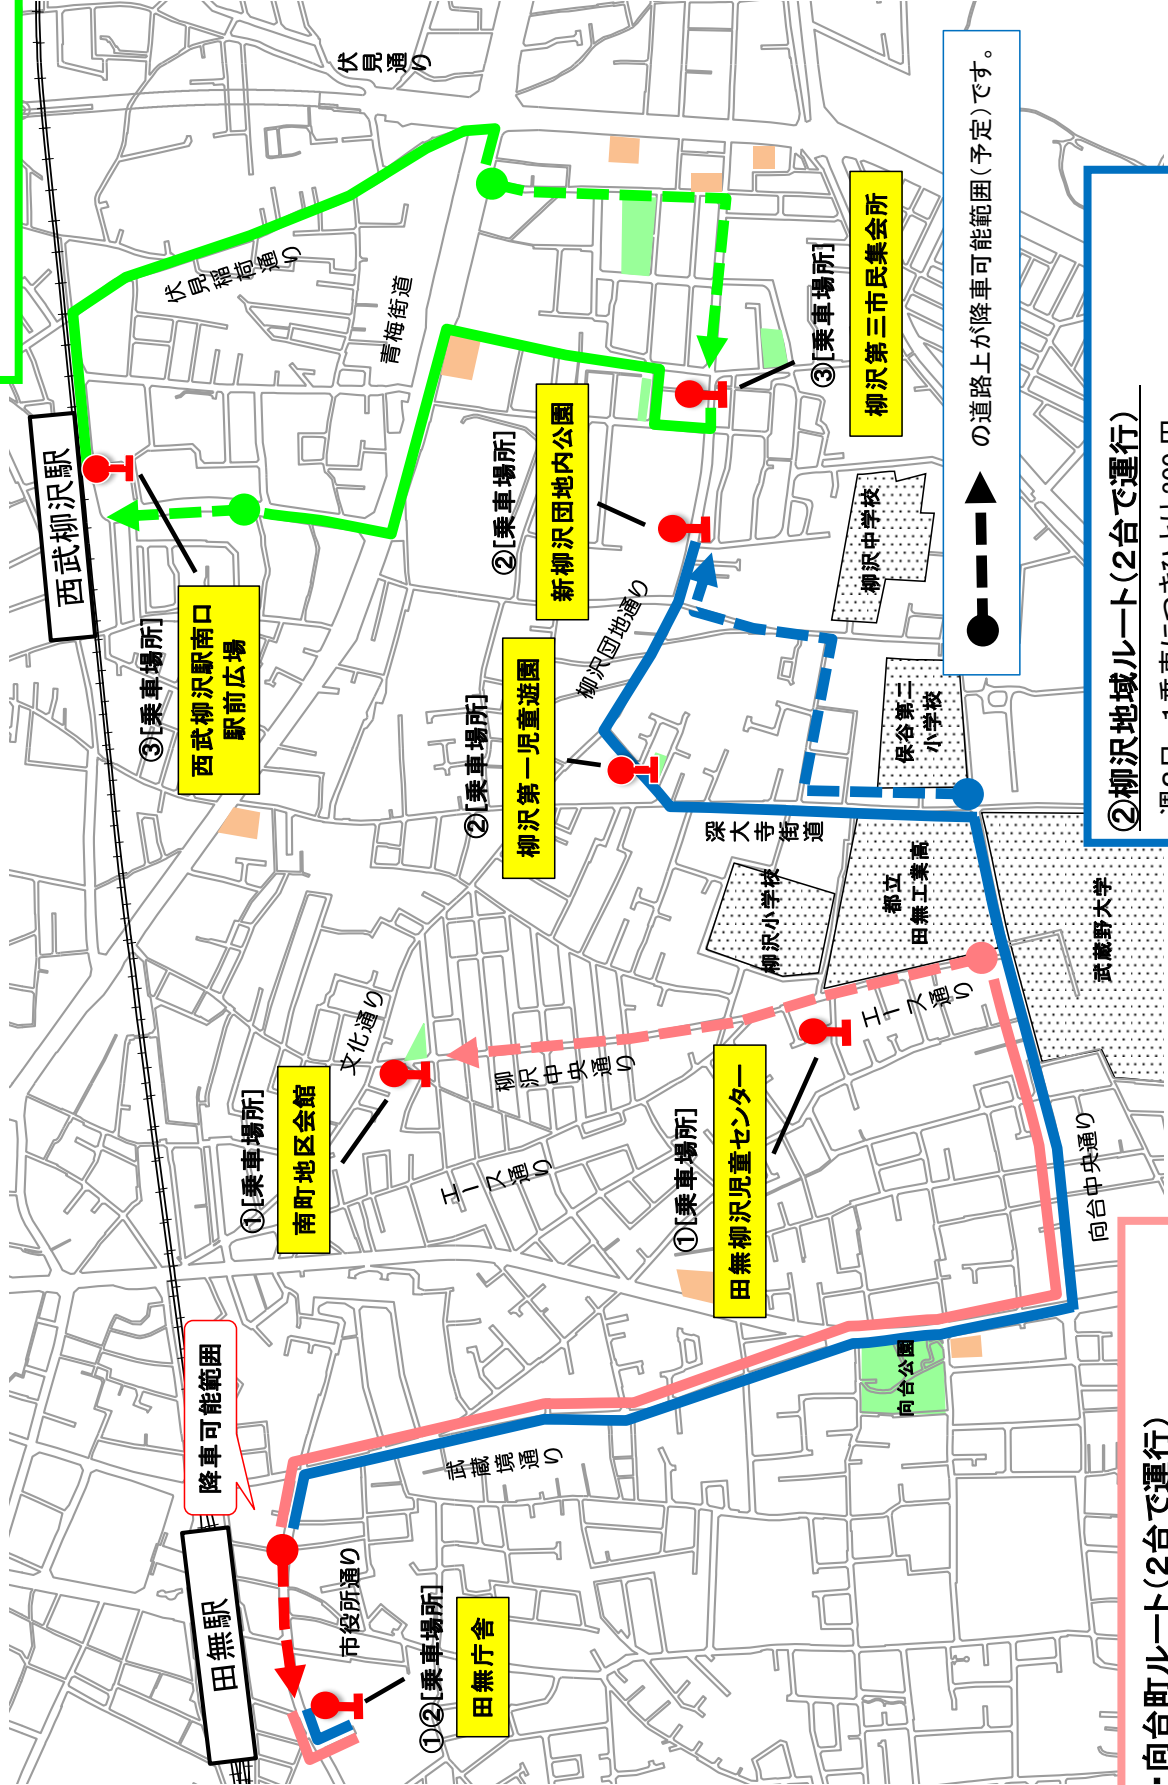 西武柳沢駅
田無駅
伏見通り
伏見稲荷通り
青梅街道
③[乗車場所]
西武柳沢駅南口
駅前広場
②[乗車場所]
新柳沢団地内公園
③[乗車場所]
柳沢第三市民集会所
②[乗車場所]
柳沢第一児童遊園
柳沢団地通り
深大寺街道
柳沢中学校
保谷第二
小学校
柳沢小学校
都立
田無工業高
武蔵野大学
の道路上が降車可能範囲(予定)です。
①[乗車場所]
南町地区会館
文化通り
柳沢中央通り
エース通り
エース通り
①[乗車場所]
田無柳沢児童センター
向台中央通り
向台公園
武蔵境通り
降車可能範囲
市役所通り
①②[乗車場所]
田無庁舎
②柳沢地域ルート(2台で運行)
・向台町ルート(2台で運行)